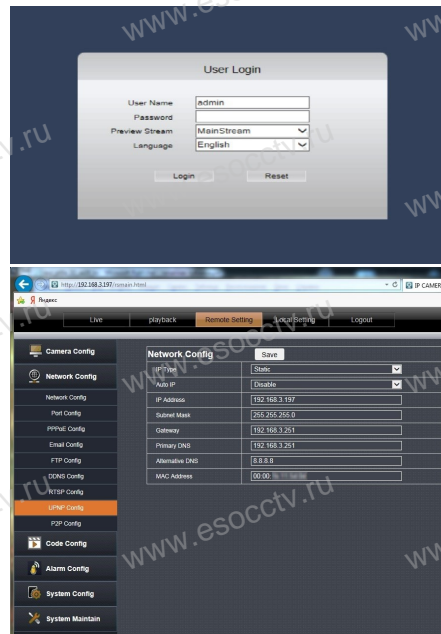 User Login
User Name admin
Password
Preview Stream MainStream
Language English
Login Reset
http://192.168.3.197/romain.html
IP CAMER
Яндекс
Live playback Remote Setting Local Setting Logout
Camera Config
Network Config
Network Config
Port Config
PPPoE Config
Email Config
FTP Config
DDNS Config
RTSP Config
UPNP Config
P2P Config
Code Config
Alarm Config
System Config
System Maintain
Network Config Save
IP Type Static
Auto IP Disable
IP Address 192.168.3.197
Subnet Mask 255.255.255.0
Gateway 192.168.3.251
Primary DNS 192.168.3.251
Alternative DNS 8.8.8.8
MAC Address 00:00:
www.esocctv.ru